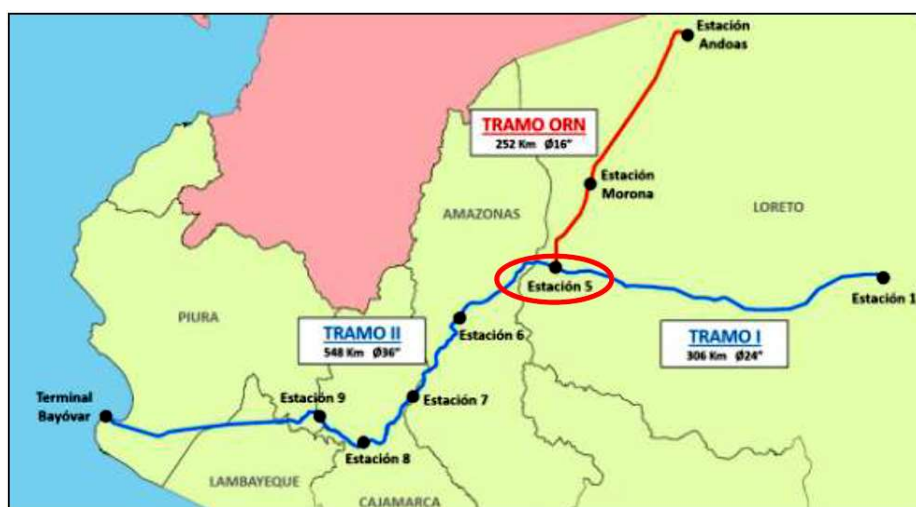 Estación
Andoas
TRAMO ORN
252 Km Ø16"
Estación
Morona
LORETO
AMAZONAS
Estación 5
Estación 1
PIURA
TRAMO II
548 Km Ø36"
Estación 6
TRAMO I
306 Km Ø24"
Terminal
Bayóvar
Estación 9
Estación 7
Estación 8
LAMBAYEQUE
CAJAMARCA